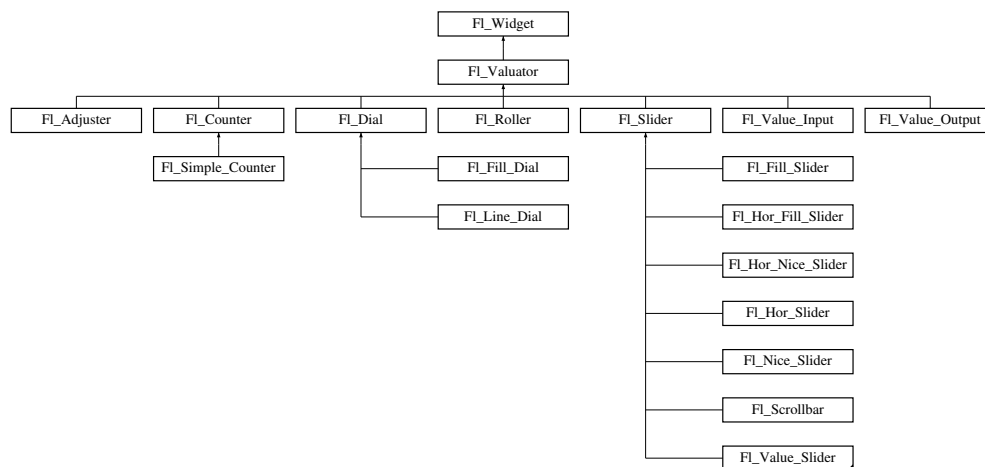 Fl_Widget
Fl_Valuator
Fl_Adjuster
Fl_Counter
Fl_Dial
Fl_Roller
Fl_Slider
Fl_Value_Input
Fl_Value_Output
Fl_Simple_Counter
Fl_Fill_Dial
Fl_Fill_Slider
Fl_Line_Dial
Fl_Hor_Fill_Slider
Fl_Hor_Nice_Slider
Fl_Hor_Slider
Fl_Nice_Slider
Fl_Scrollbar
Fl_Value_Slider